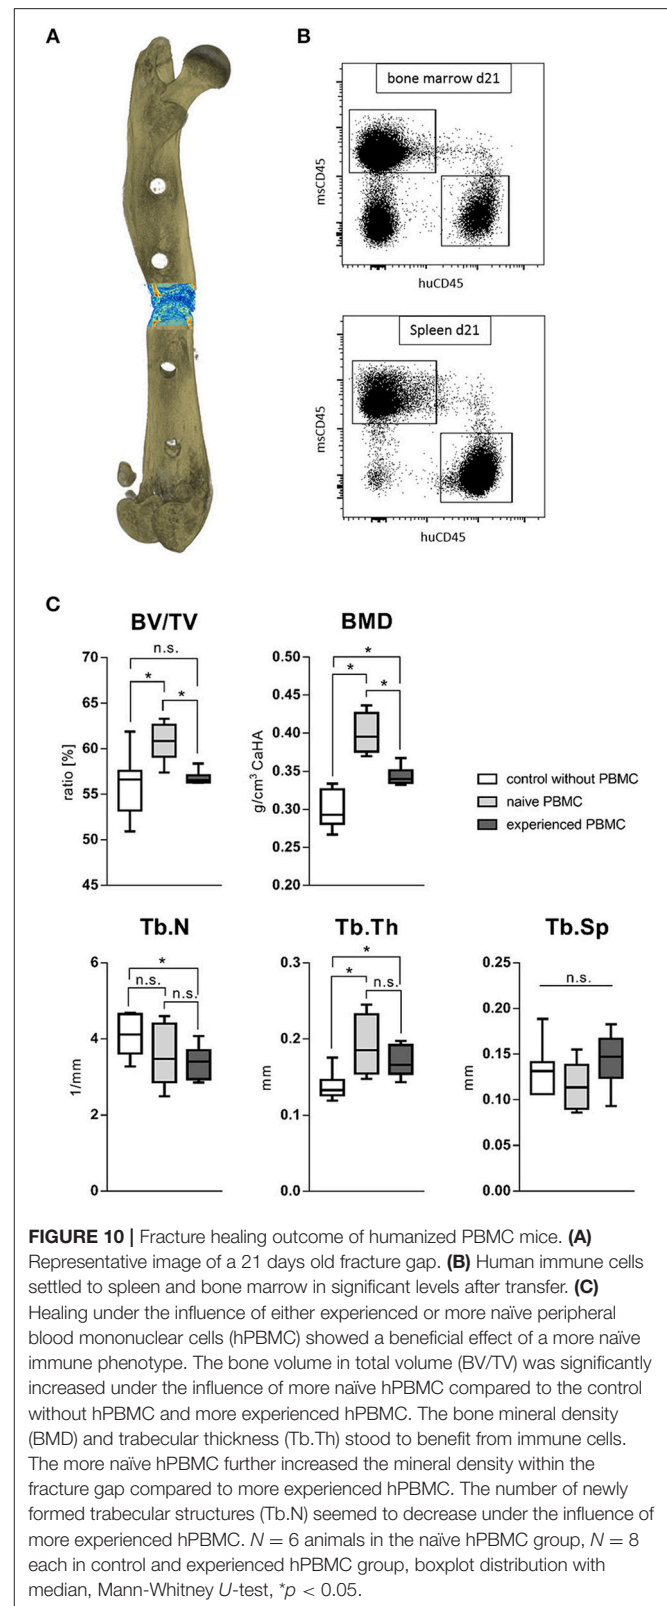 A
B
bone marrow d21
msCD45
huCD45
Spleen d21
msCD45
huCD45
C
BV/TV
BMD
n.s.
*
*
*
*
*
70
65
60
55
50
45
ratio [%]
0.50
0.45
0.40
0.35
0.30
0.25
0.20
g/cm³ CaHA
control without PBMC
naive PBMC
experienced PBMC
Tb.N
Tb.Th
Tb.Sp
*
n.s.
n.s.
*
*
n.s.
n.s.
6
4
2
0
1/mm
0.3
0.2
0.1
0.0
mm
0.25
0.20
0.15
0.10
0.05
0.00
mm
FIGURE 10 | Fracture healing outcome of humanized PBMC mice. (A)
Representative image of a 21 days old fracture gap. (B) Human immune cells
settled to spleen and bone marrow in significant levels after transfer. (C)
Healing under the influence of either experienced or more naïve peripheral
blood mononuclear cells (hPBMC) showed a beneficial effect of a more naïve
immune phenotype. The bone volume in total volume (BV/TV) was significantly
increased under the influence of more naïve hPBMC compared to the control
without hPBMC and more experienced hPBMC. The bone mineral density
(BMD) and trabecular thickness (Tb.Th) stood to benefit from immune cells.
The more naïve hPBMC further increased the mineral density within the
fracture gap compared to more experienced hPBMC. The number of newly
formed trabecular structures (Tb.N) seemed to decrease under the influence of
more experienced hPBMC. N = 6 animals in the naïve hPBMC group, N = 8
each in control and experienced hPBMC group, boxplot distribution with
median, Mann-Whitney U-test, *p < 0.05.